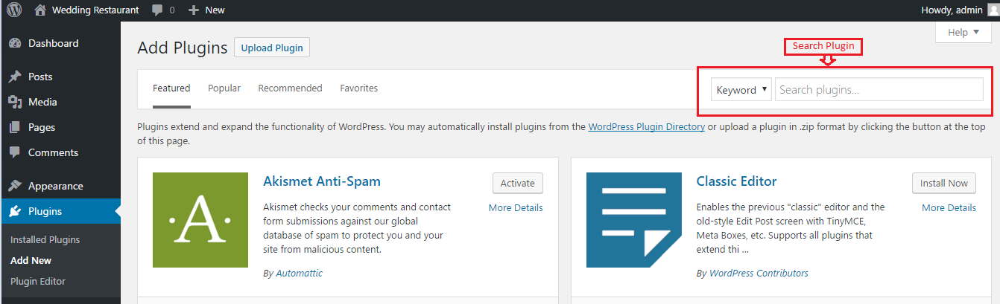 Wedding Restaurant 0 New Howdy, admin
Dashboard
Posts
Media
Pages
Comments
Appearance
Plugins
Installed Plugins
Add New
Plugin Editor
Help ▼
Add Plugins Upload Plugin
Search Plugin
Featured Popular Recommended Favorites
Keyword ▼ Search plugins...
Plugins extend and expand the functionality of WordPress. You may automatically install plugins from the WordPress Plugin Directory or upload a plugin in .zip format by clicking the button at the top
of this page.
A
Akismet Anti-Spam
Activate
More Details
Akismet checks your comments and contact
form submissions against our global
database of spam to protect you and your
site from malicious content.
By Automattic
Classic Editor
Install Now
More Details
Enables the previous "classic" editor and the
old-style Edit Post screen with TinyMCE,
Meta Boxes, etc. Supports all plugins that
extend thi ...
By WordPress Contributors